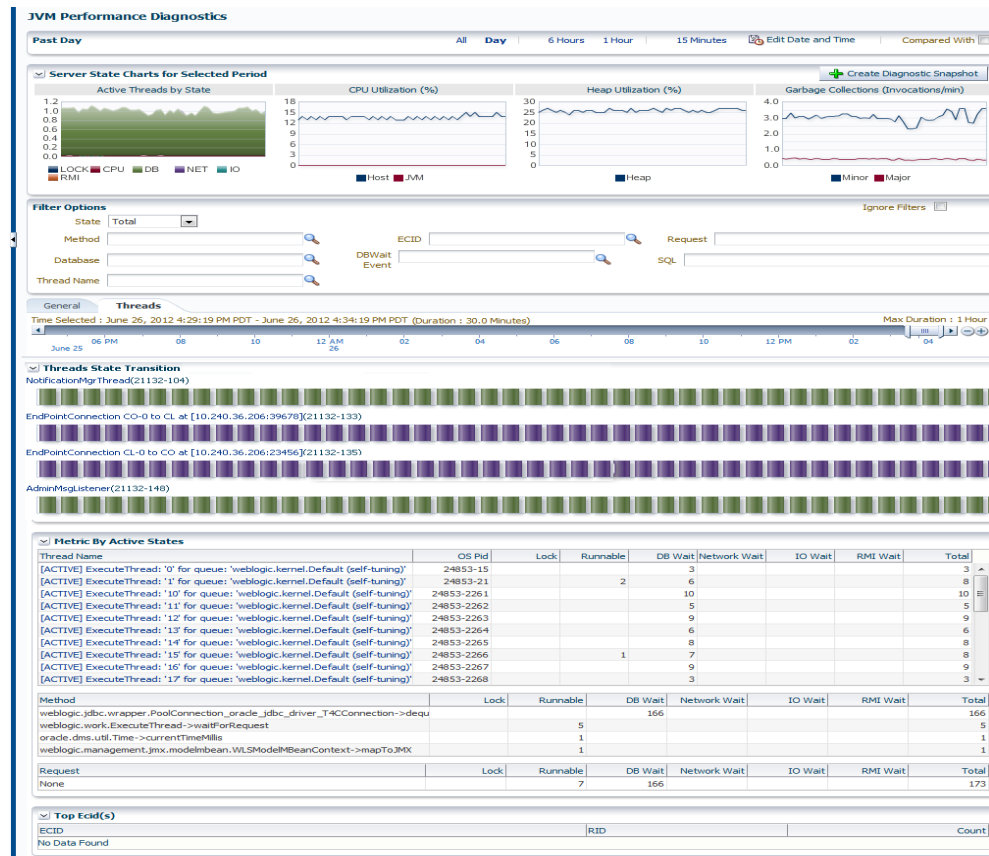 JVM Performance Diagnostics
Past Day
All Day 6 Hours 1 Hour 15 Minutes Edit Date and Time Compared With
Server State Charts for Selected Period
Create Diagnostic Snapshot
Active Threads by State
1.2
1.0
0.8
0.6
0.4
0.2
0.0
LOCK CPU DB NET IO
RMI
CPU Utilization (%)
18
15
12
9
6
3
0
Host JVM
Heap Utilization (%)
30
25
20
15
10
5
0
Heap
Garbage Collections (Invocations/min)
4.0
3.0
2.0
1.0
0.0
Minor Major
Filter Options
Ignore Filters
State Total
Method ECID Request
Database DBWait Event SQL
Thread Name
General Threads
Time Selected : June 26, 2012 4:29:19 PM PDT - June 26, 2012 4:34:19 PM PDT (Duration : 30.0 Minutes) Max Duration : 1 Hour
06 PM 08 10 12 AM 02 04 06 08 10 12 PM 02 04
June 25 26
Threads State Transition
NotificationMgrThread(21132-104)
EndPointConnection CO-0 to CL at [10.240.36.206:39678](21132-133)
EndPointConnection CL-0 to CO at [10.240.36.206:23456](21132-135)
AdminMsgListener(21132-148)
Metric By Active States
Thread Name OS Pid Lock Runnable DB Wait Network Wait IO Wait RMI Wait Total
[ACTIVE] ExecuteThread: '0' for queue: 'weblogic.kernel.Default (self-tuning)' 24853-15 3 3
[ACTIVE] ExecuteThread: '1' for queue: 'weblogic.kernel.Default (self-tuning)' 24853-21 2 6 8
[ACTIVE] ExecuteThread: '10' for queue: 'weblogic.kernel.Default (self-tuning)' 24853-2261 10 10
[ACTIVE] ExecuteThread: '11' for queue: 'weblogic.kernel.Default (self-tuning)' 24853-2262 5 5
[ACTIVE] ExecuteThread: '12' for queue: 'weblogic.kernel.Default (self-tuning)' 24853-2263 9 9
[ACTIVE] ExecuteThread: '13' for queue: 'weblogic.kernel.Default (self-tuning)' 24853-2264 6 6
[ACTIVE] ExecuteThread: '14' for queue: 'weblogic.kernel.Default (self-tuning)' 24853-2265 8 8
[ACTIVE] ExecuteThread: '15' for queue: 'weblogic.kernel.Default (self-tuning)' 24853-2266 1 7 8
[ACTIVE] ExecuteThread: '16' for queue: 'weblogic.kernel.Default (self-tuning)' 24853-2267 9 9
[ACTIVE] ExecuteThread: '17' for queue: 'weblogic.kernel.Default (self-tuning)' 24853-2268 3 3
Method Lock Runnable DB Wait Network Wait IO Wait RMI Wait Total
weblogic.jdbc.wrapper.PoolConnection_oracle_jdbc_driver_T4CConnection->dequ 166 166
weblogic.work.ExecuteThread->waitForRequest 5 5
oracle.dms.util.Time->currentTimeMillis 1 1
weblogic.management.jmx.modelmbean.WLSModelMBeanContext->mapToJMX 1 1
Request Lock Runnable DB Wait Network Wait IO Wait RMI Wait Total
None 7 166 173
Top Ecid(s)
ECID RID Count
No Data Found